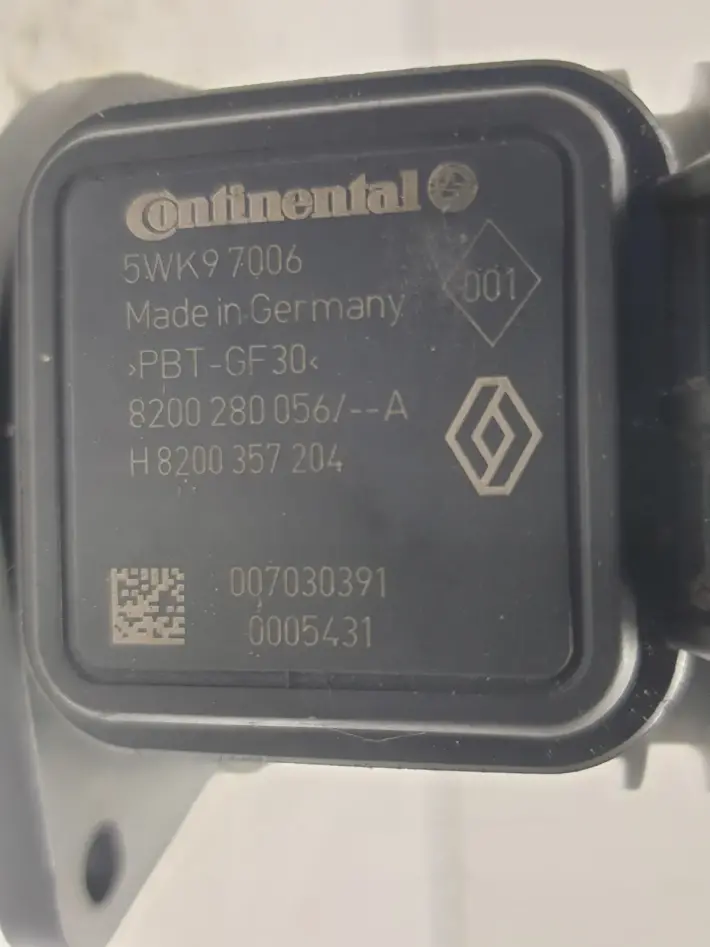 Continental
5WK9 7006
001
Made in Germany
>PBT-GF30<
8200 280 056/--A
H 8200 357 204
007030391
0005431